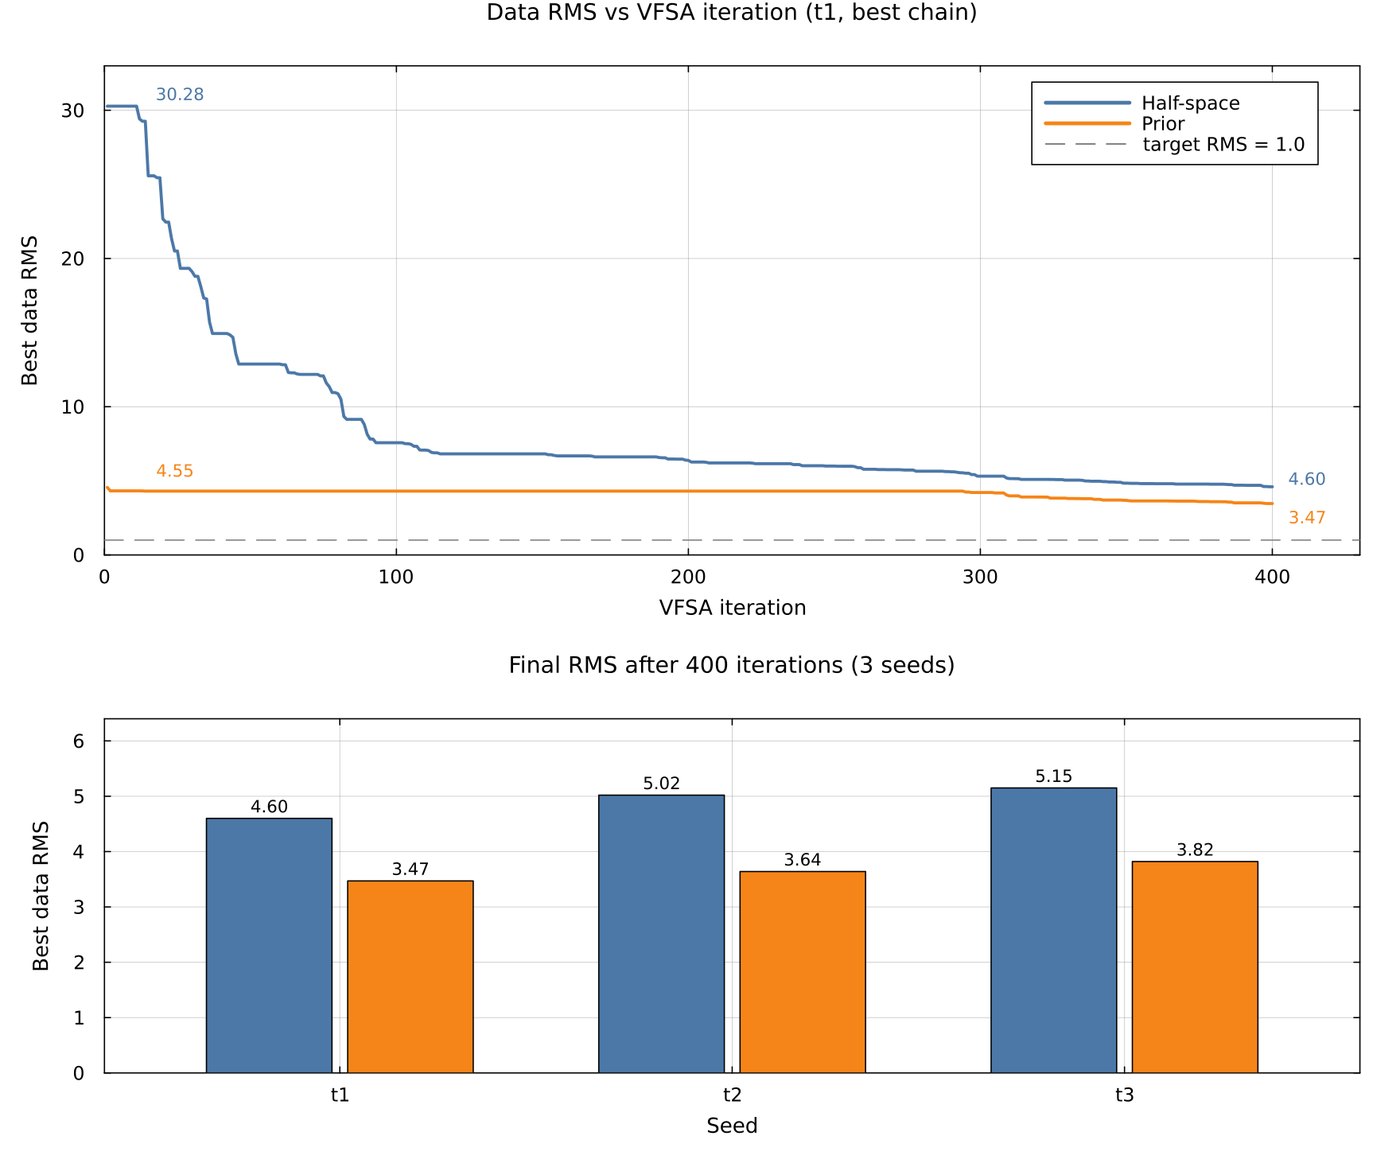 Data RMS vs VFSA iteration (t1, best chain)
30.28
Half-space
Prior
target RMS = 1.0
30
20
10
0
Best data RMS
4.55
4.60
3.47
0 100 200 300 400
VFSA iteration
Final RMS after 400 iterations (3 seeds)
6
5
4
3
2
1
0
Best data RMS
4.60
3.47
5.02
3.64
5.15
3.82
t1 t2 t3
Seed